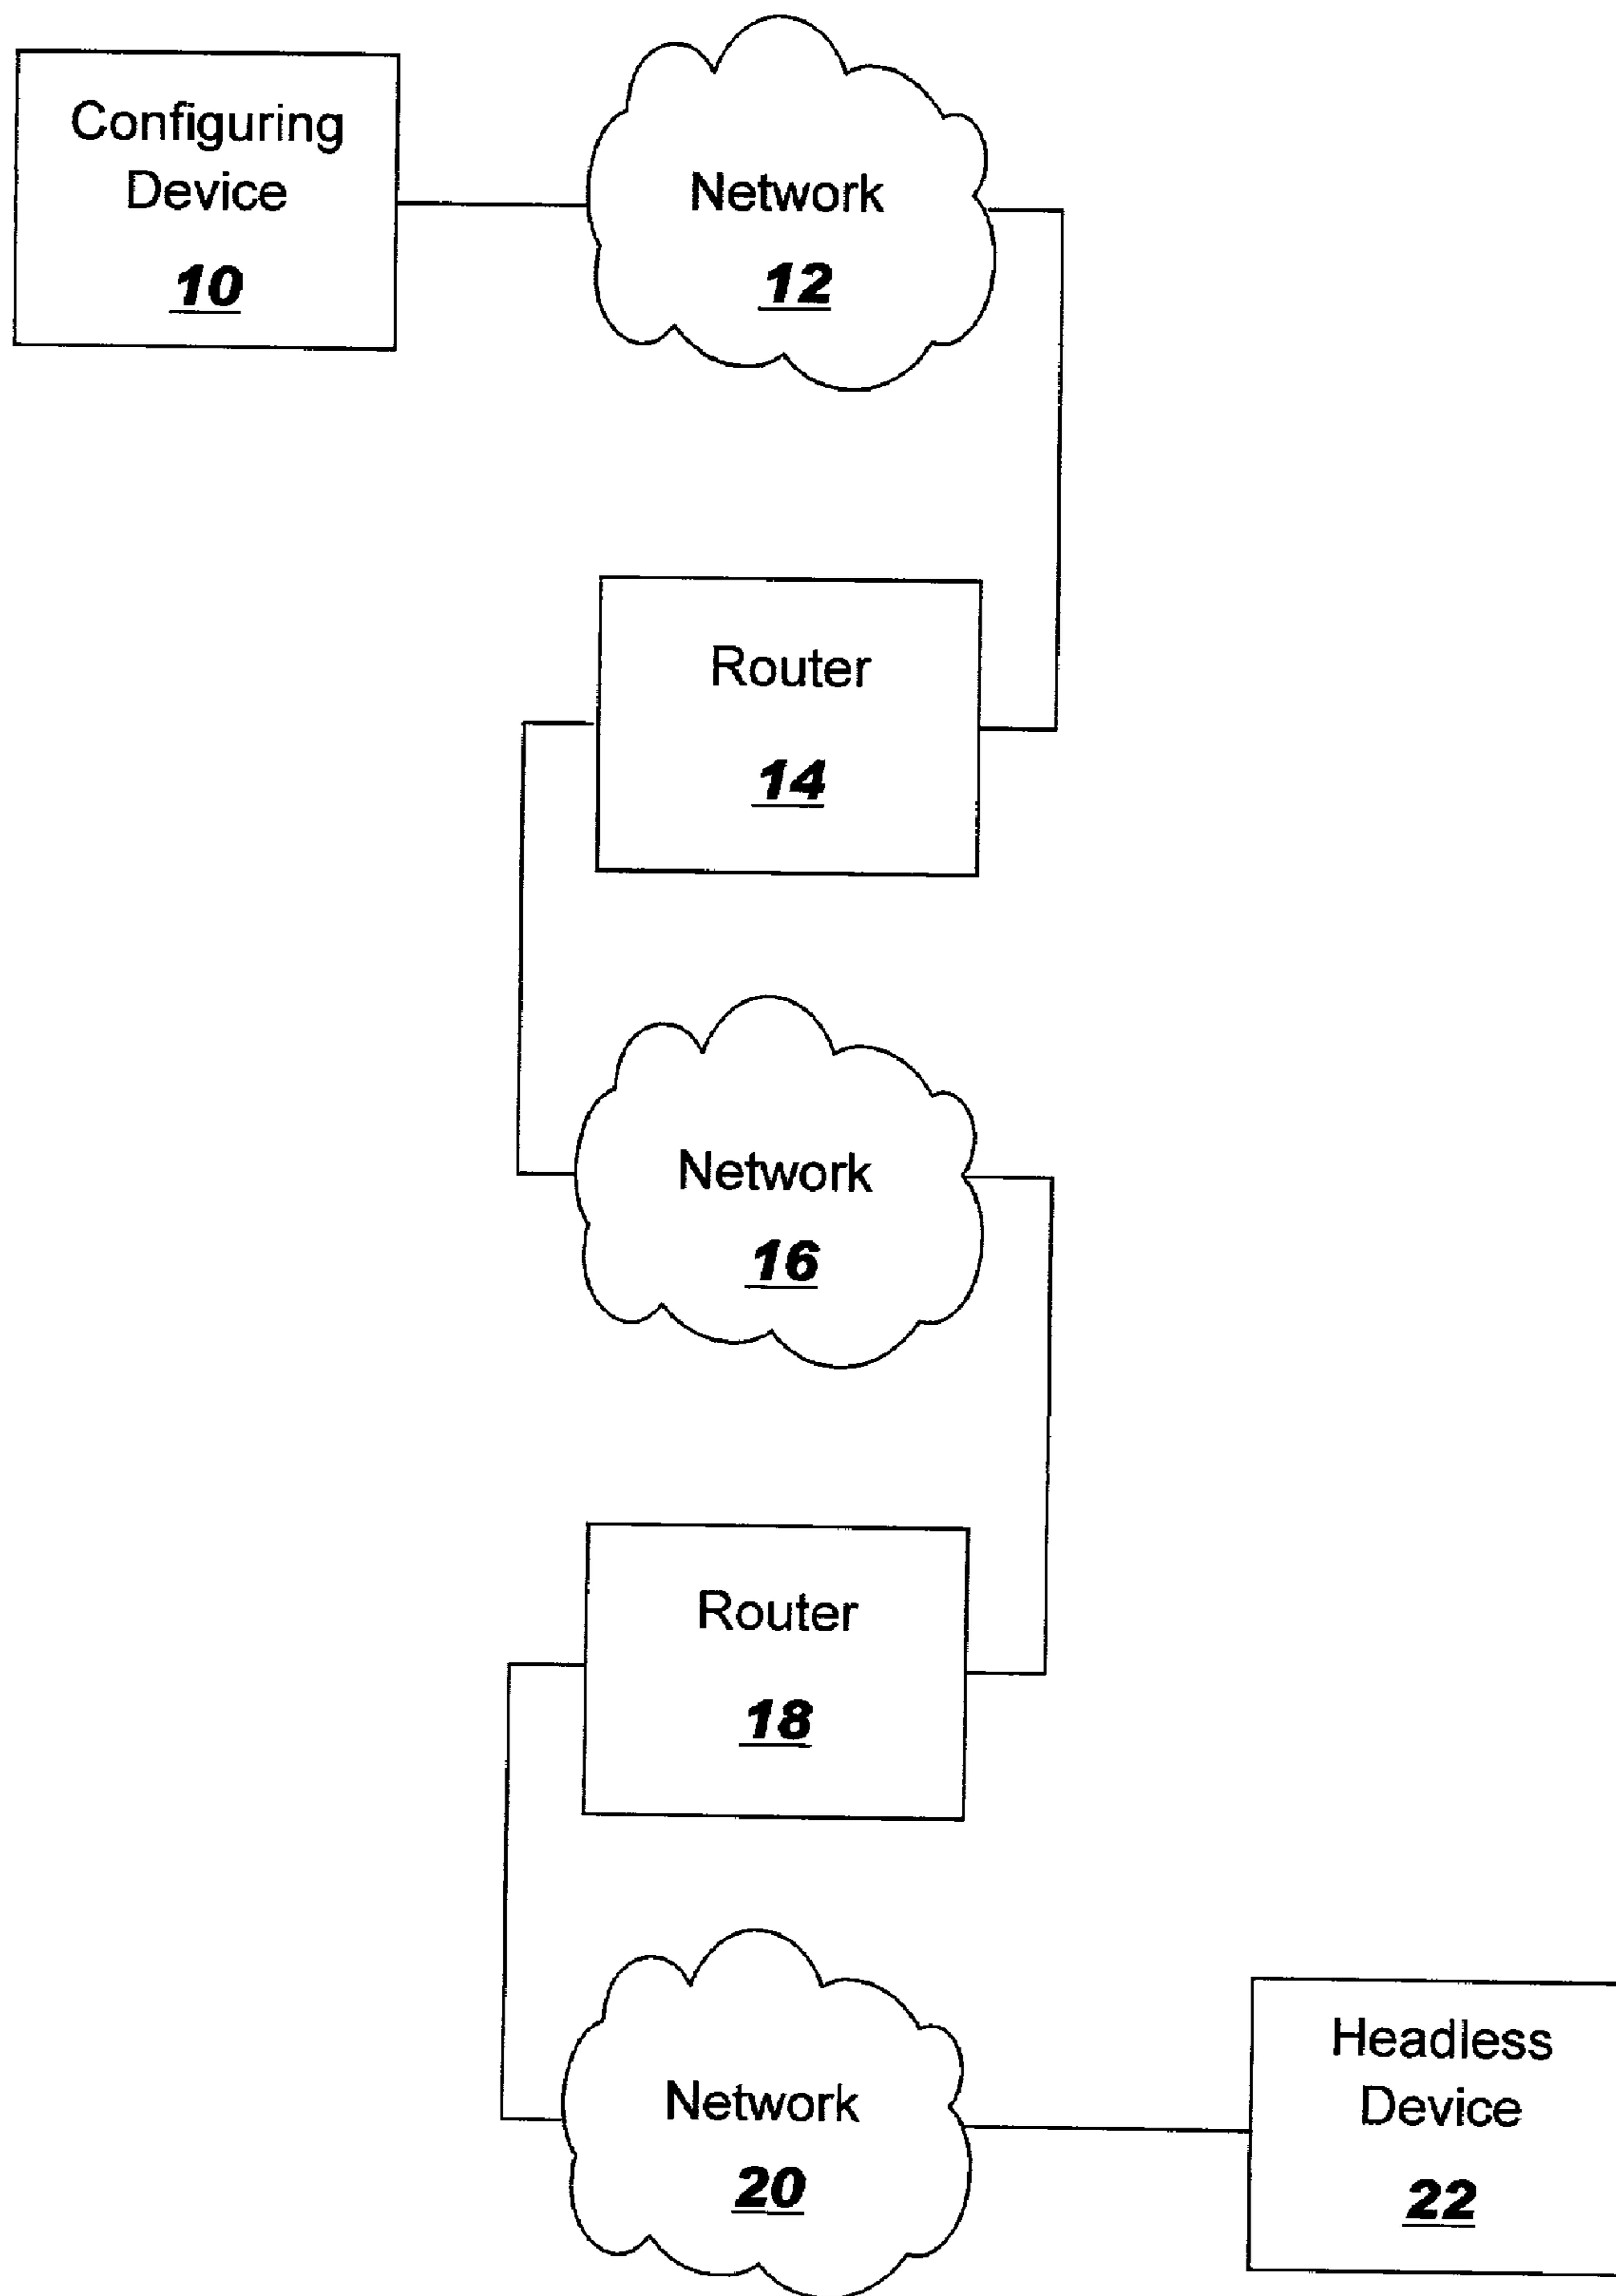 Configuring
Device
10
Network
12
Router
14
Network
16
Router
18
Network
20
Headless
Device
22